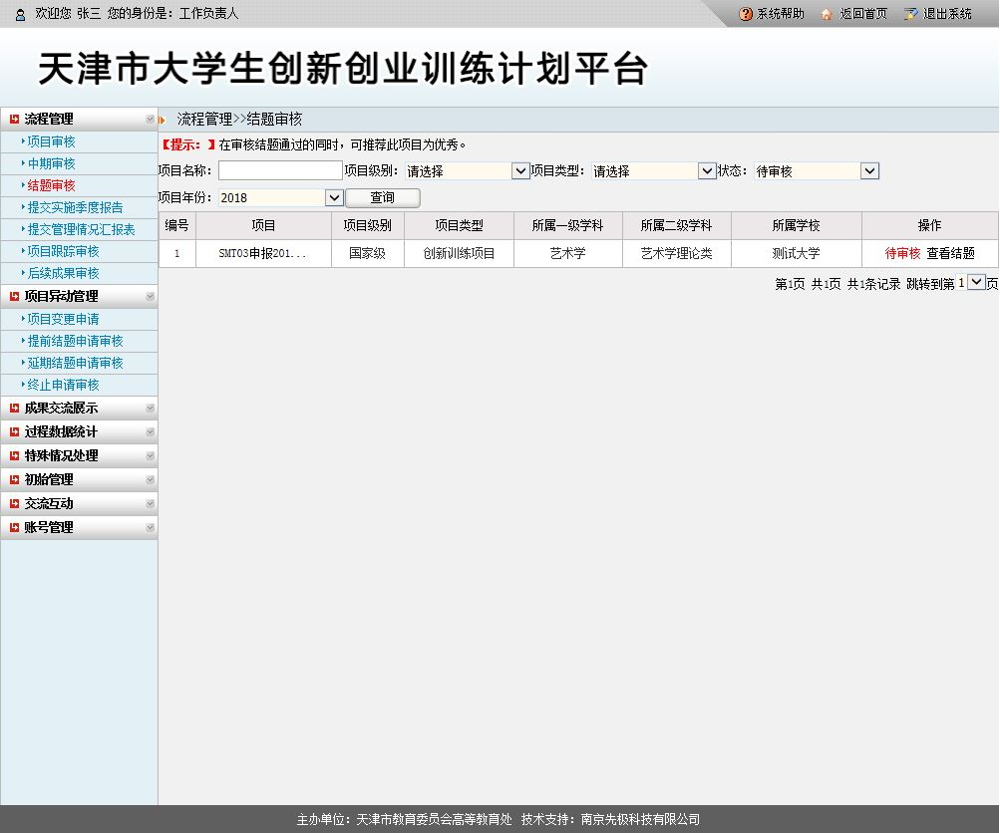 欢迎您 张三 您的身份是：工作负责人
系统帮助 返回首页 退出系统
天津市大学生创新创业训练计划平台
流程管理
项目审核
中期审核
结题审核
提交实施季度报告
提交管理情况汇报表
项目跟踪审核
后续成果审核
项目异动管理
项目变更申请
提前结题申请审核
延期结题申请审核
终止申请审核
成果交流展示
过程数据统计
特殊情况处理
初始管理
交流互动
账号管理
流程管理>>结题审核
【提示：】在审核结题通过的同时，可推荐此项目为优秀。
项目名称： 项目级别： 请选择 项目类型： 请选择 状态： 待审核
项目年份： 2018 查询
编号 项目 项目级别 项目类型 所属一级学科 所属二级学科 所属学校 操作
1 SMT03申报201... 国家级 创新训练项目 艺术学 艺术学理论类 测试大学 待审核 查看结题
第1页 共1页 共1条记录 跳转到第 1 页
主办单位：天津市教育委员会高等教育处 技术支持：南京先极科技有限公司